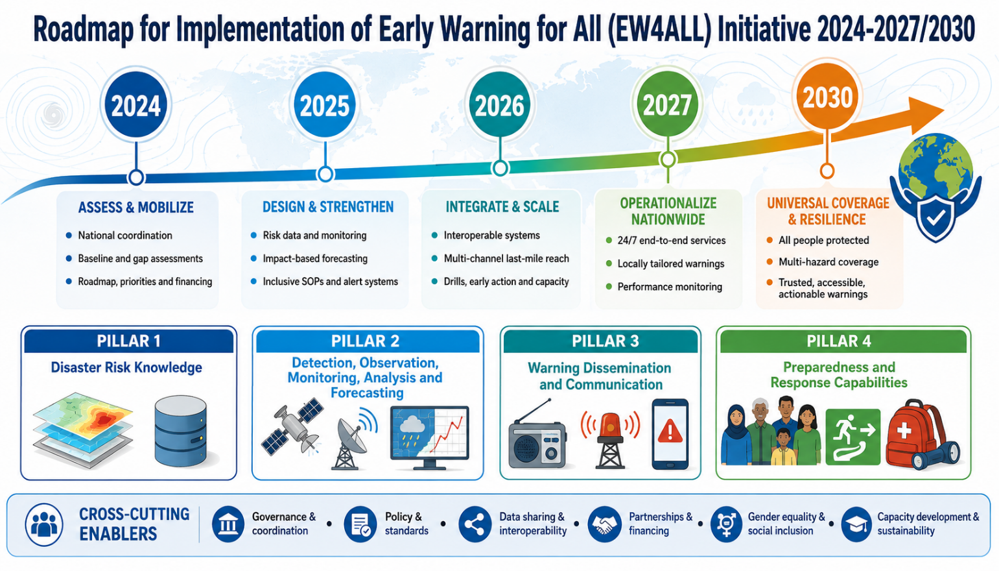 Roadmap for Implementation of Early Warning for All (EW4ALL) Initiative 2024-2027/2030
2024
2025
2026
2027
2030
ASSESS & MOBILIZE
National coordination
Baseline and gap assessments
Roadmap, priorities and financing
DESIGN & STRENGTHEN
Risk data and monitoring
Impact-based forecasting
Inclusive SOPs and alert systems
INTEGRATE & SCALE
Interoperable systems
Multi-channel last-mile reach
Drills, early action and capacity
OPERATIONALIZE
NATIONWIDE
24/7 end-to-end services
Locally tailored warnings
Performance monitoring
UNIVERSAL COVERAGE
& RESILIENCE
All people protected
Multi-hazard coverage
Trusted, accessible,
actionable warnings
PILLAR 1
Disaster Risk Knowledge
PILLAR 2
Detection, Observation,
Monitoring, Analysis and
Forecasting
PILLAR 3
Warning Dissemination
and Communication
PILLAR 4
Preparedness and
Response Capabilities
CROSS-CUTTING
ENABLERS
Governance &
coordination
Policy &
standards
Data sharing &
interoperability
Partnerships &
financing
Gender equality &
social inclusion
Capacity development &
sustainability